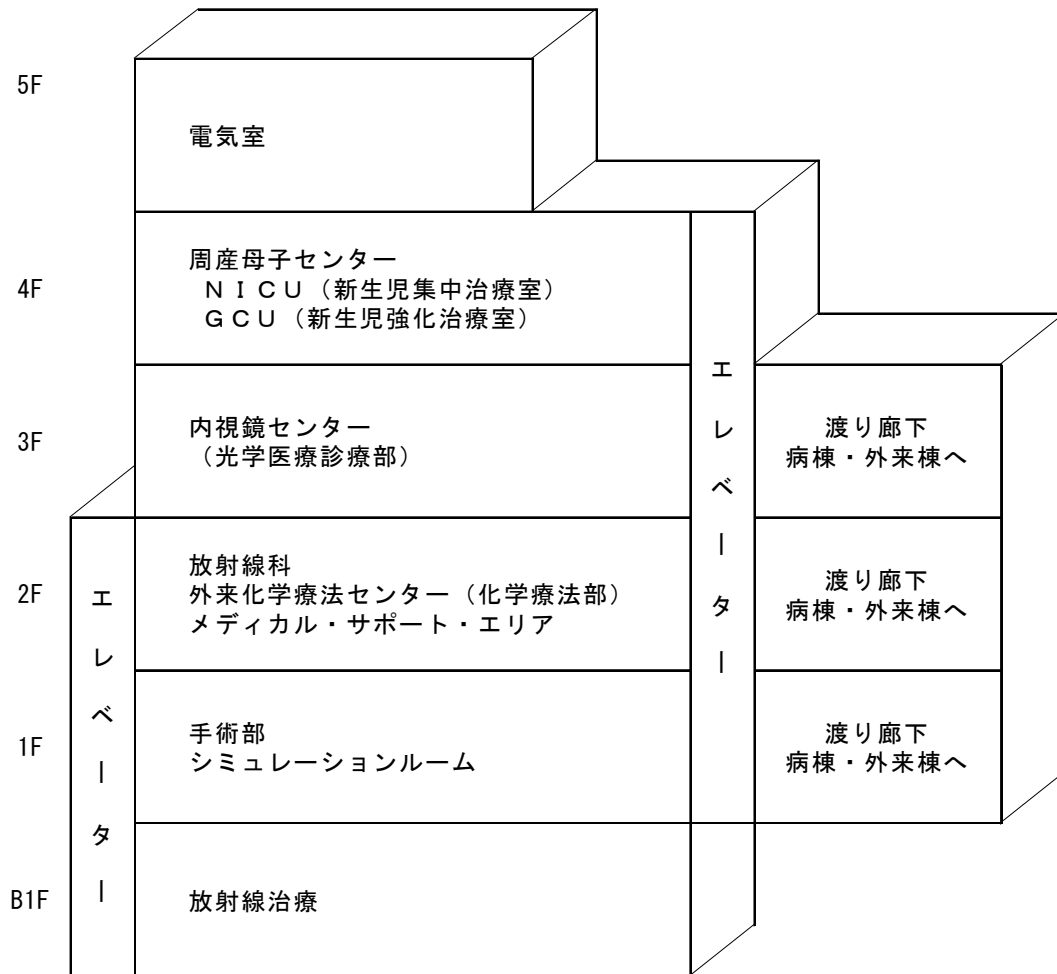 5F
電気室
4F
周産母子センター
ＮＩＣＵ（新生児集中治療室）
ＧＣＵ（新生児強化治療室）
エレベーター
3F
内視鏡センター
（光学医療診療部）
渡り廊下
病棟・外来棟へ
2F
エレベーター
放射線科
外来化学療法センター（化学療法部）
メディカル・サポート・エリア
渡り廊下
病棟・外来棟へ
1F
手術部
シミュレーションルーム
渡り廊下
病棟・外来棟へ
B1F
放射線治療